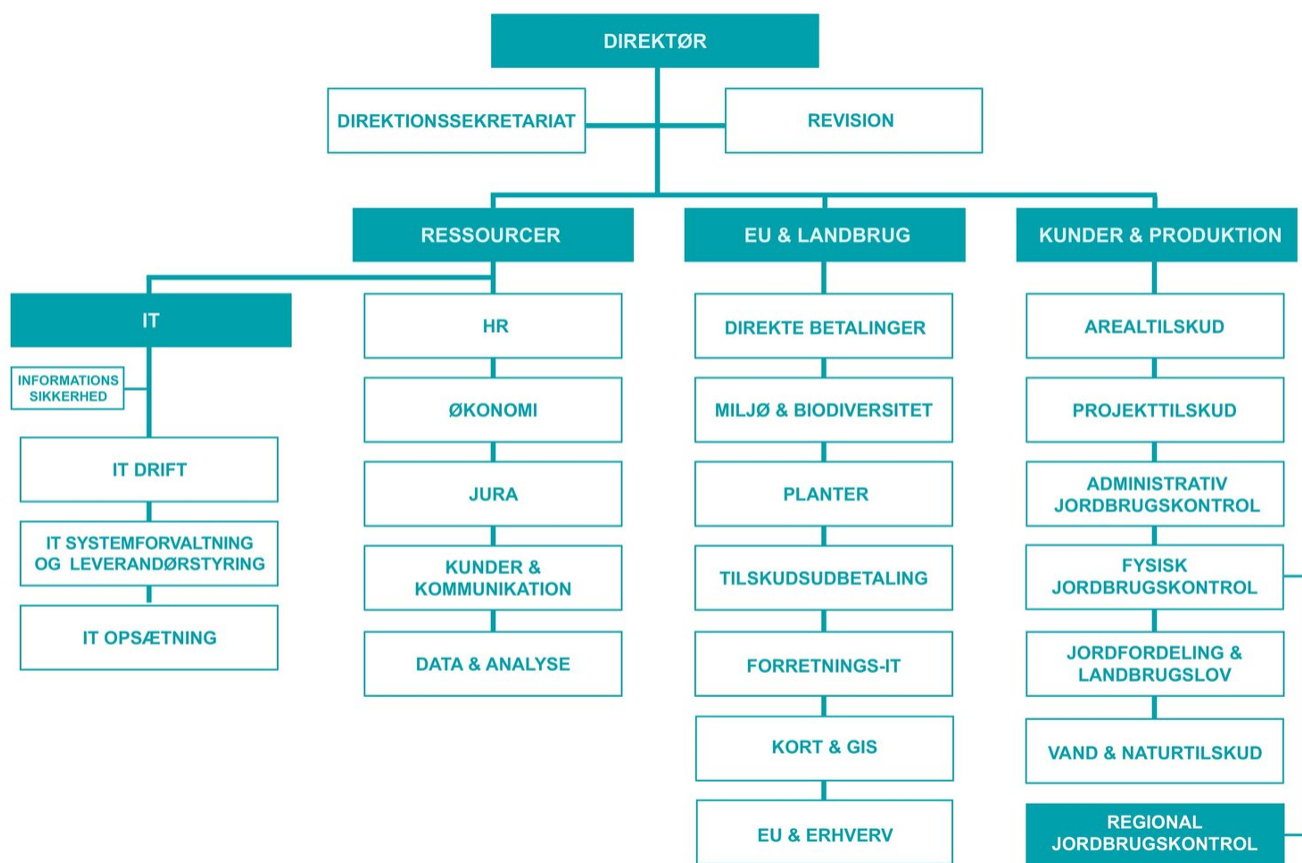 DIREKTØR
DIREKTIONSSEKRETARIAT
REVISION
RESSOURCER
EU & LANDBRUG
KUNDER & PRODUKTION
IT
INFORMATIONS
SIKKERHED
IT DRIFT
IT SYSTEMFORVALTNING
OG LEVERANDØRSTYRING
IT OPSÆTNING
HR
ØKONOMI
JURA
KUNDER &
KOMMUNIKATION
DATA & ANALYSE
DIREKTE BETALINGER
MILJØ & BIODIVERSITET
PLANTER
TILSKUDSUDBETALING
FORRETNINGS-IT
KORT & GIS
EU & ERHVERV
AREALTILSKUD
PROJEKTTILSKUD
ADMINISTRATIV
JORDBRUGSKONTROL
FYSISK
JORDBRUGSKONTROL
JORDFORDELING &
LANDBRUGSLOV
VAND & NATURTILSKUD
REGIONAL
JORDBRUGSKONTROL